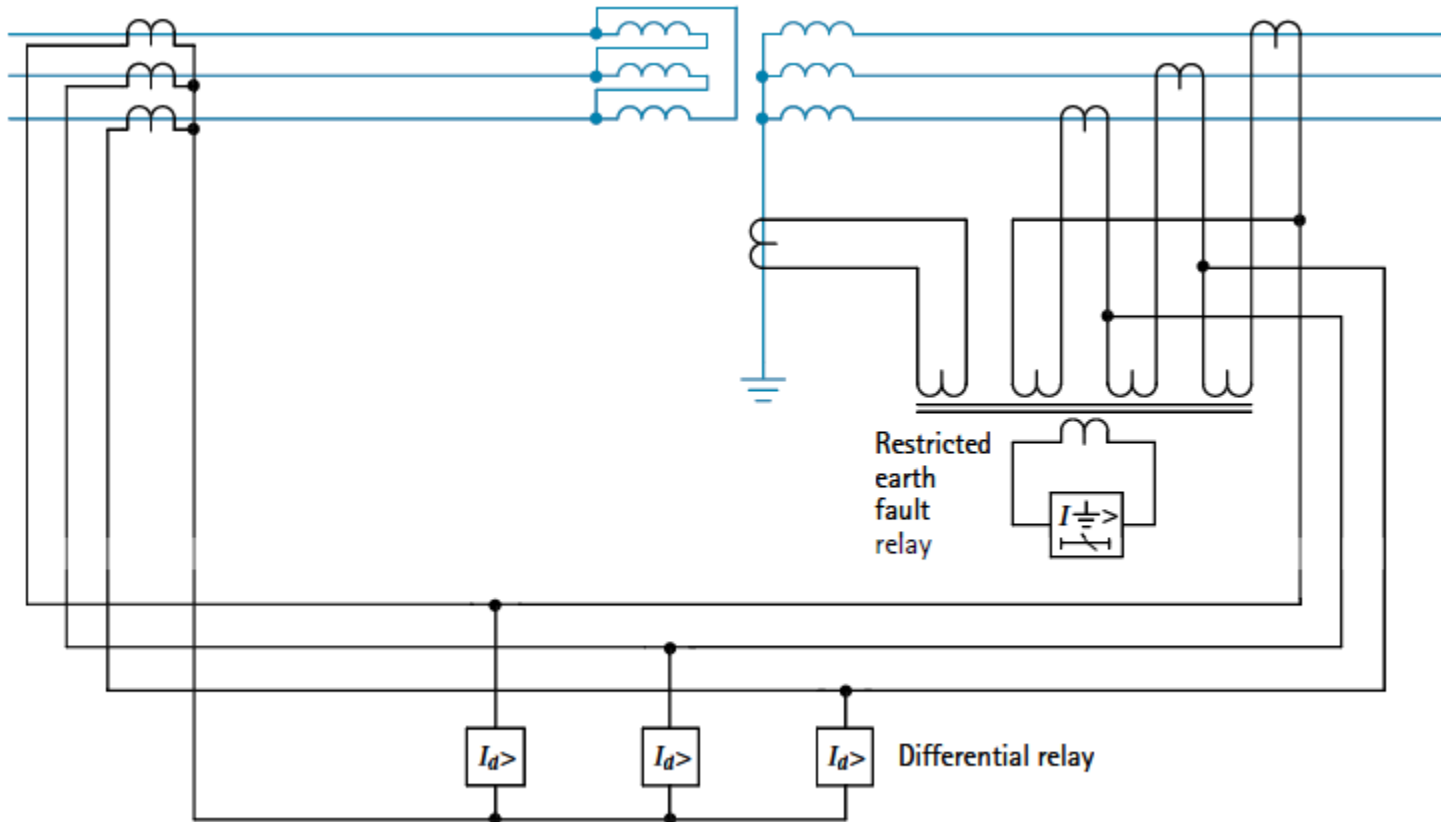 Restricted
earth
fault
relay
I⏚>
Id>
Id>
Id>
Differential relay